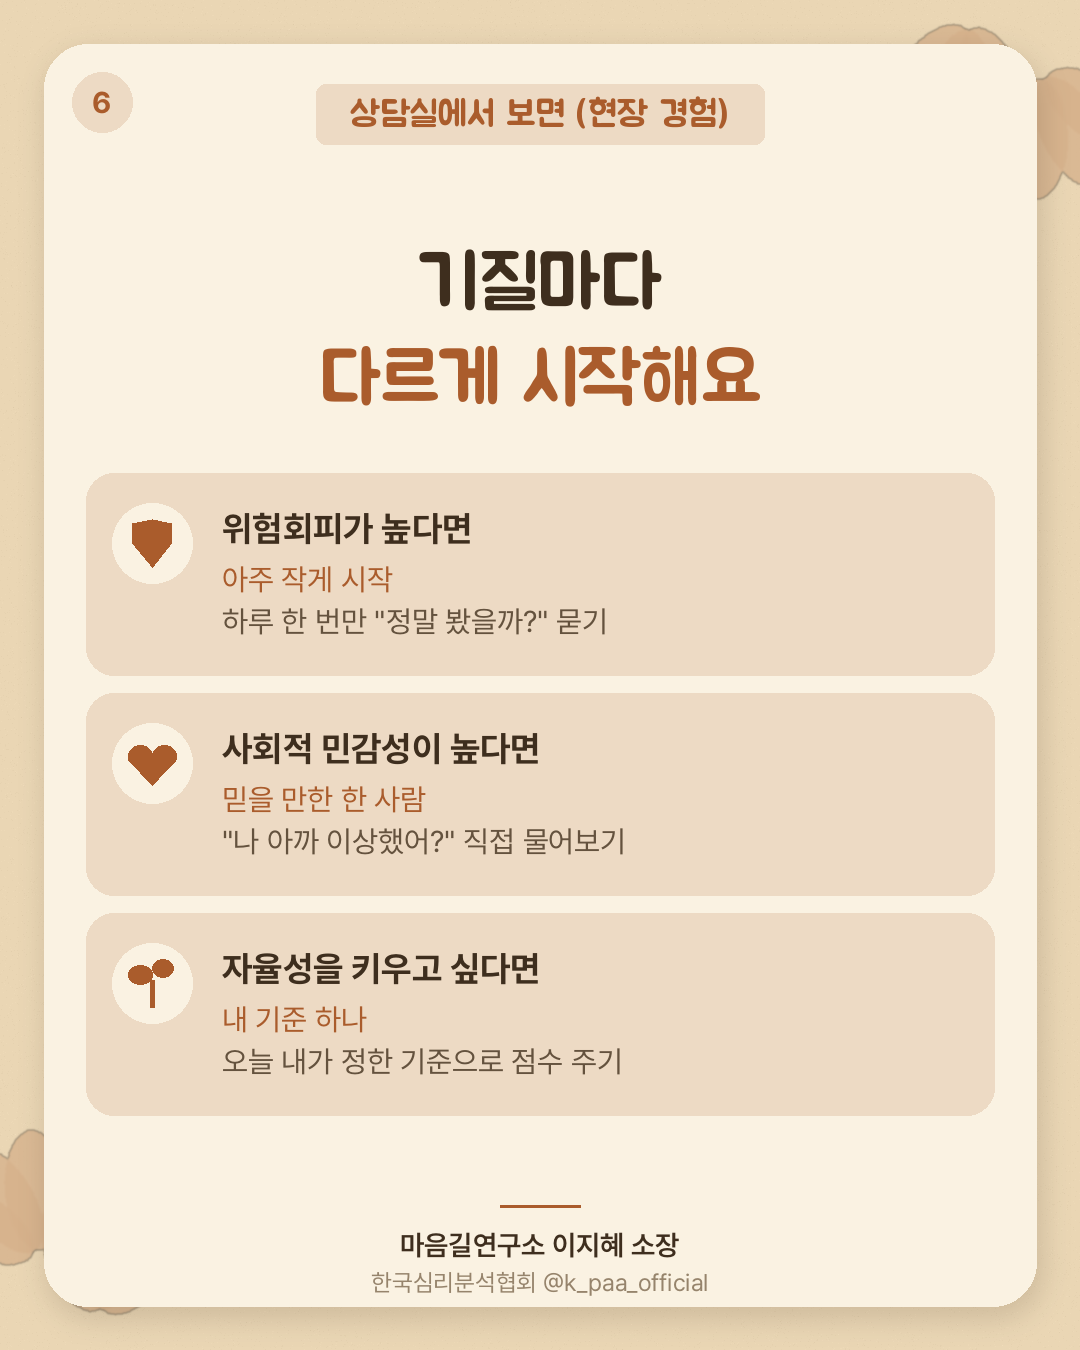 6
상담실에서 보면 (현장 경험)
기질마다
다르게 시작해요
위험회피가 높다면
아주 작게 시작
하루 한 번만 "정말 봤을까?" 묻기
사회적 민감성이 높다면
믿을 만한 한 사람
"나 아까 이상했어?" 직접 물어보기
자율성을 키우고 싶다면
내 기준 하나
오늘 내가 정한 기준으로 점수 주기
마음길연구소 이지혜 소장
한국심리분석협회 @k_paa_official